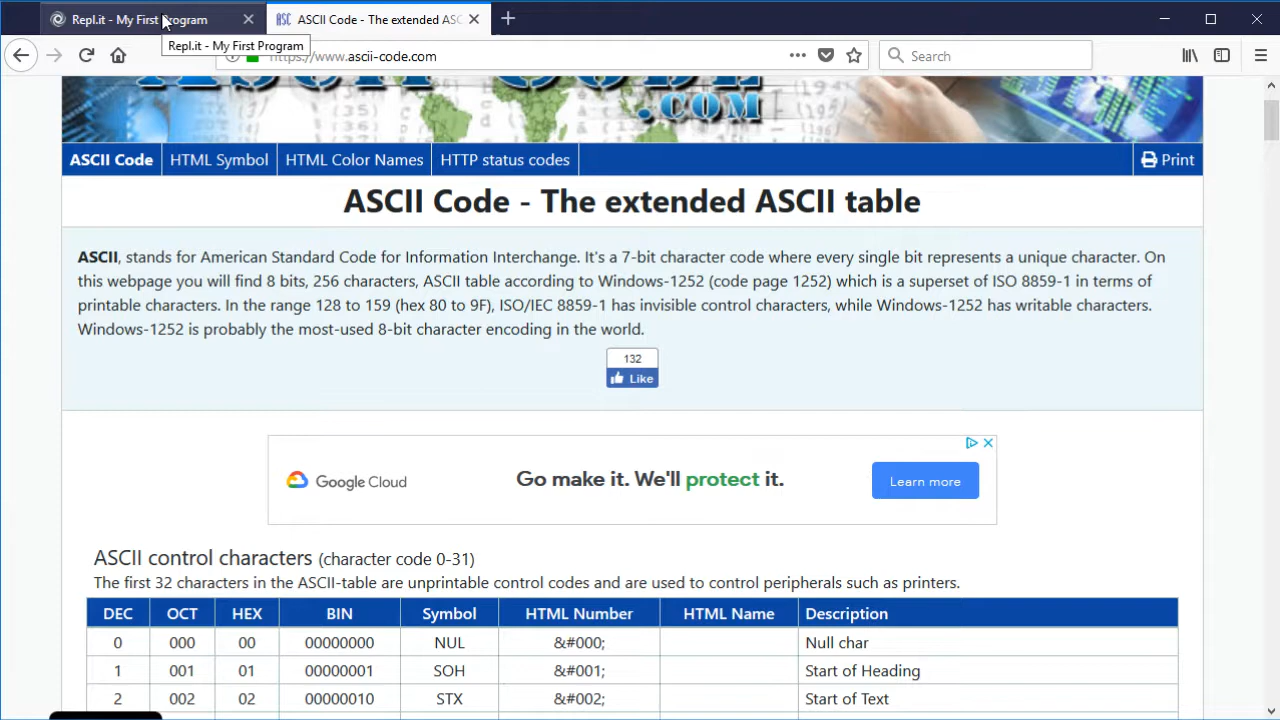 Repl.it - My First Program
ASC ASCII Code - The extended ASC
Repl.it - My First Program
https://www.ascii-code.com
Search
.COM
ASCII Code HTML Symbol HTML Color Names HTTP status codes Print
ASCII Code - The extended ASCII table
ASCII, stands for American Standard Code for Information Interchange. It's a 7-bit character code where every single bit represents a unique character. On
this webpage you will find 8 bits, 256 characters, ASCII table according to Windows-1252 (code page 1252) which is a superset of ISO 8859-1 in terms of
printable characters. In the range 128 to 159 (hex 80 to 9F), ISO/IEC 8859-1 has invisible control characters, while Windows-1252 has writable characters.
Windows-1252 is probably the most-used 8-bit character encoding in the world.
132
Like
Google Cloud Go make it. We'll protect it. Learn more
ASCII control characters (character code 0-31)
The first 32 characters in the ASCII-table are unprintable control codes and are used to control peripherals such as printers.
DEC OCT HEX BIN Symbol HTML Number HTML Name Description
0 000 00 00000000 NUL &#000; Null char
1 001 01 00000001 SOH &#001; Start of Heading
2 002 02 00000010 STX &#002; Start of Text